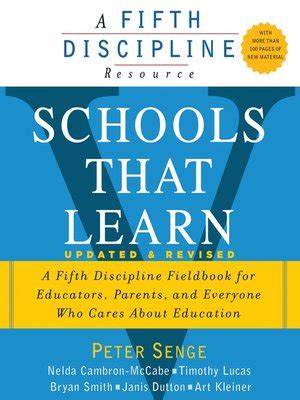 A FIFTH
DISCIPLINE
Resource
WITH MORE
THAN 100 PAGES
OF NEW
MATERIAL
SCHOOLS
THAT
LEARN
UPDATED & REVISED
A Fifth Discipline Fieldbook for
Educators, Parents, and Everyone
Who Cares About Education
PETER SENGE
Nelda Cambron-McCabe ■ Timothy Lucas
Bryan Smith ■ Janis Dutton ■ Art Kleiner